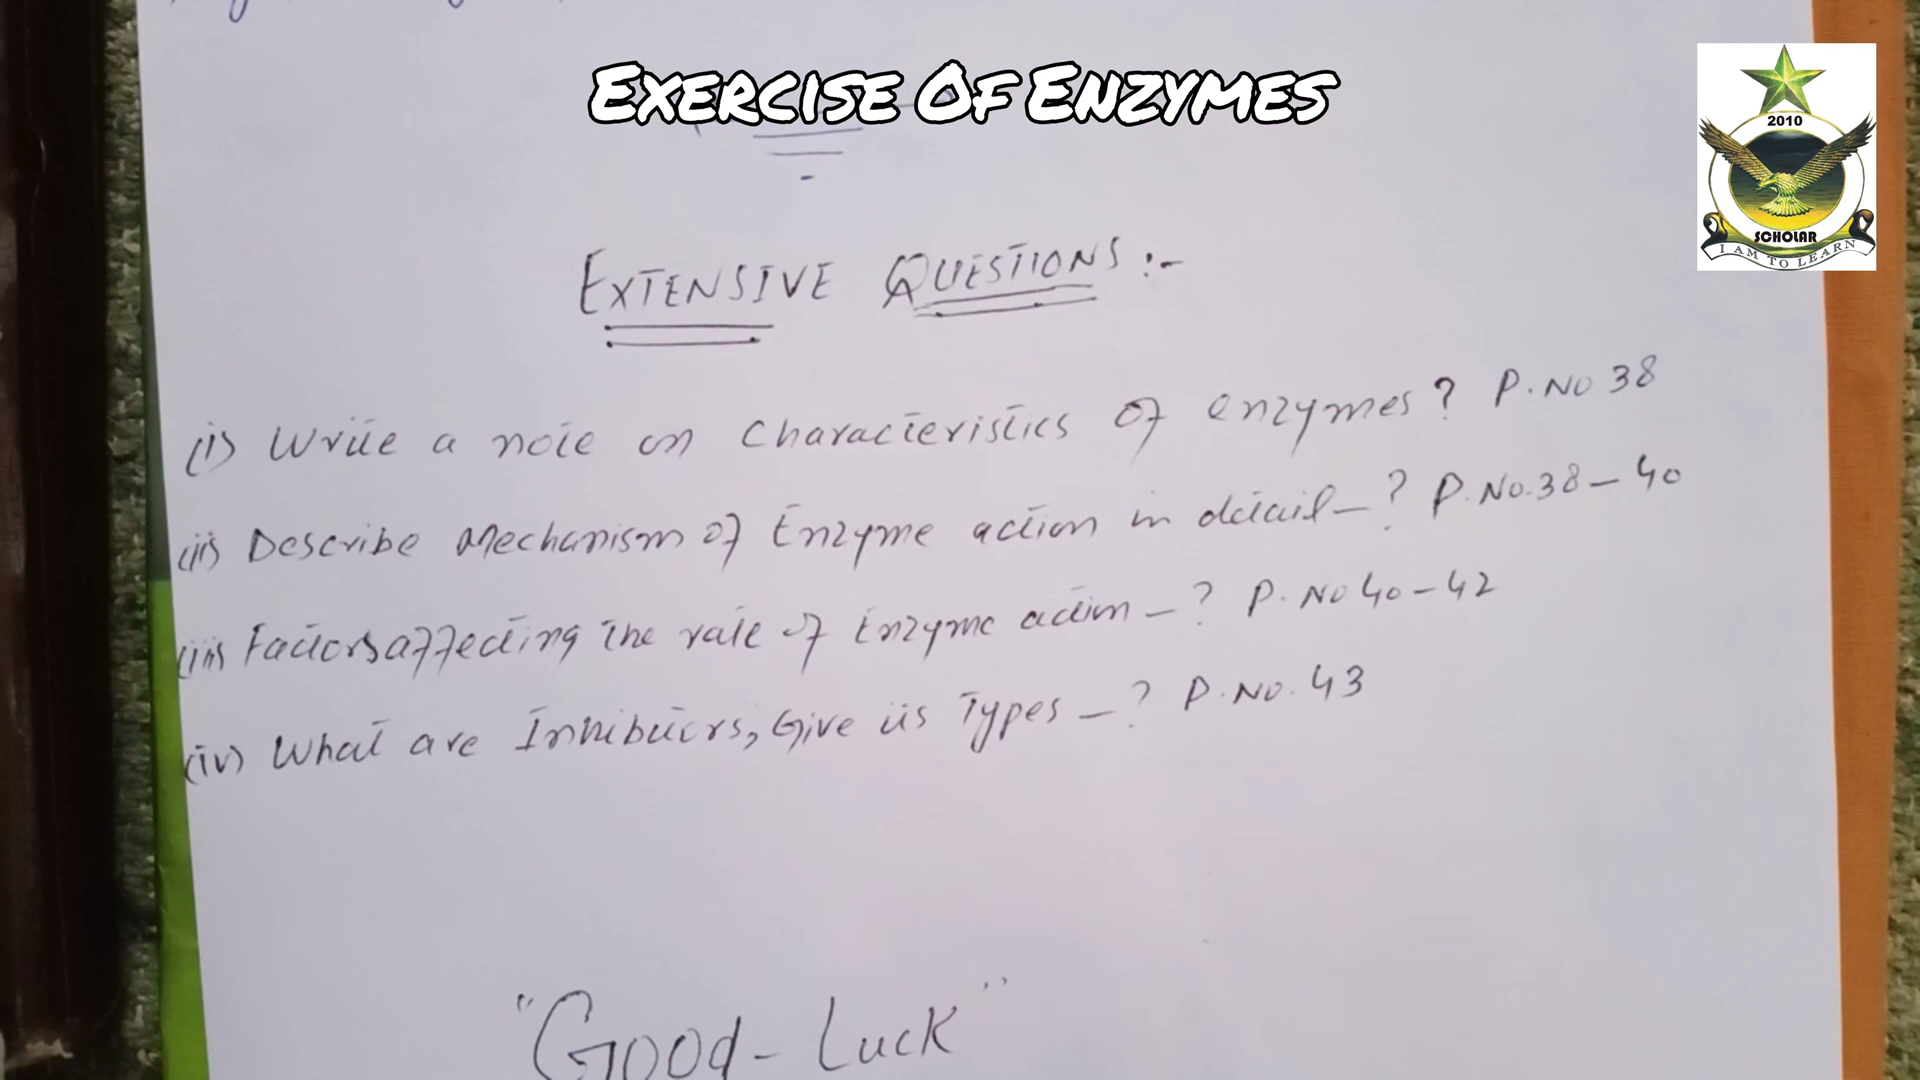 EXERCISE OF ENZYMES
2010
SCHOLAR
I AM TO LEARN
EXTENSIVE QUESTIONS:-
(i) Write a note on Characteristics of enzymes? P.NO 38
(ii) Describe Mechanism of Enzyme action in detail-? P.NO.38-40
(iii) Factors affecting the rate of Enzyme action-? P.NO 40-42
(iv) What are Inhibitors, Give its Types-? P.NO.43
"Good-Luck"